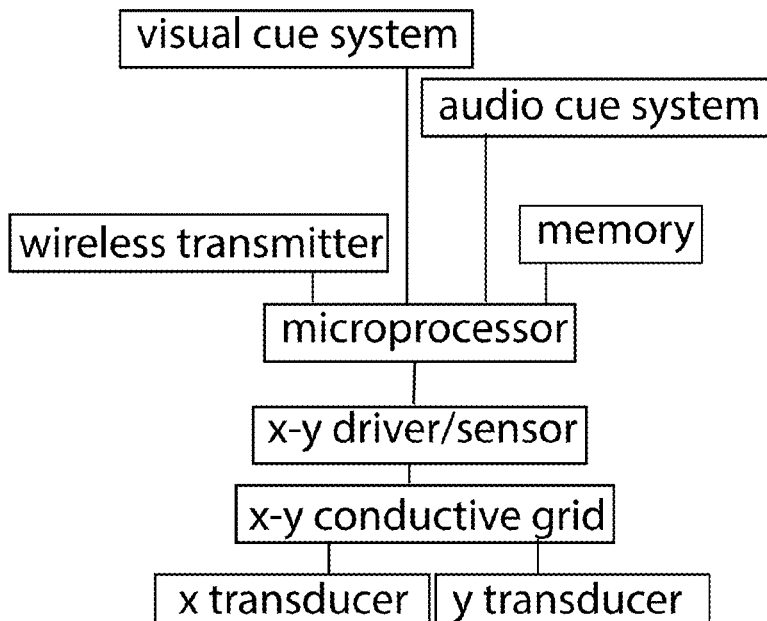 visual cue system
audio cue system
wireless transmitter
memory
microprocessor
x-y driver/sensor
x-y conductive grid
x transducer
y transducer